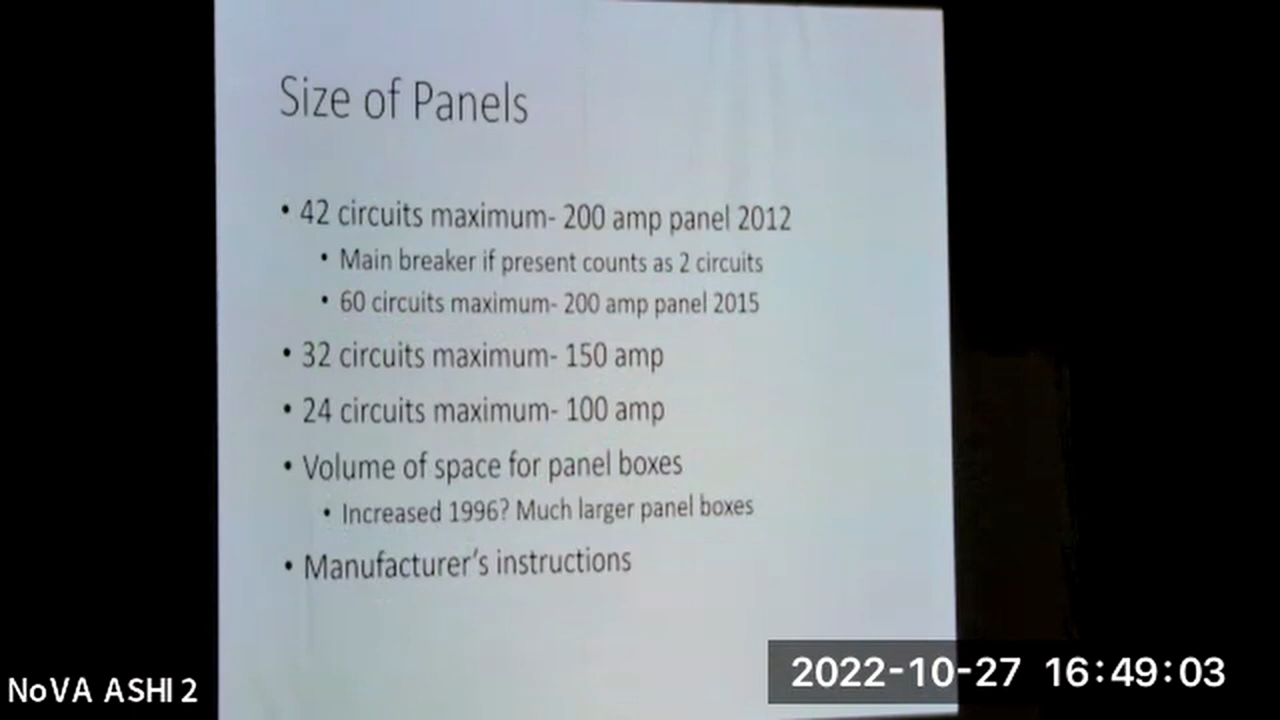 Size of Panels
• 42 circuits maximum- 200 amp panel 2012
• Main breaker if present counts as 2 circuits
• 60 circuits maximum- 200 amp panel 2015
• 32 circuits maximum- 150 amp
• 24 circuits maximum- 100 amp
• Volume of space for panel boxes
• Increased 1996? Much larger panel boxes
• Manufacturer's instructions
NoVA ASHI 2
2022-10-27 16:49:03